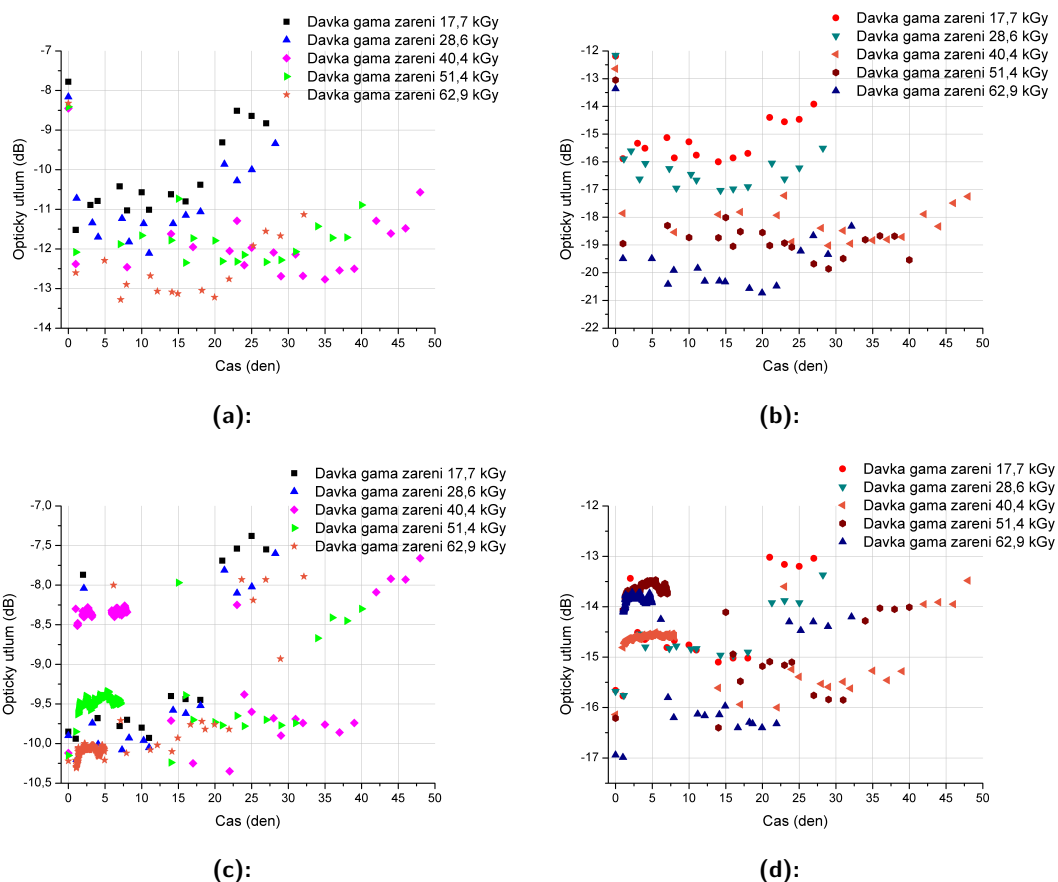 Davka gama zareni 17,7 kGy
Davka gama zareni 28,6 kGy
Davka gama zareni 40,4 kGy
Davka gama zareni 51,4 kGy
Davka gama zareni 62,9 kGy
-7
-8
-9
-10
-11
-12
-13
-14
Opticky utlum (dB)
0 5 10 15 20 25 30 35 40 45 50
Cas (den)
(a):
Davka gama zareni 17,7 kGy
Davka gama zareni 28,6 kGy
Davka gama zareni 40,4 kGy
Davka gama zareni 51,4 kGy
Davka gama zareni 62,9 kGy
-12
-13
-14
-15
-16
-17
-18
-19
-20
-21
-22
Opticky utlum (dB)
0 5 10 15 20 25 30 35 40 45 50
Cas (den)
(b):
Davka gama zareni 17,7 kGy
Davka gama zareni 28,6 kGy
Davka gama zareni 40,4 kGy
Davka gama zareni 51,4 kGy
Davka gama zareni 62,9 kGy
-7,0
-7,5
-8,0
-8,5
-9,0
-9,5
-10,0
-10,5
Opticky utlum (dB)
0 5 10 15 20 25 30 35 40 45 50
Cas (den)
(c):
Davka gama zareni 17,7 kGy
Davka gama zareni 28,6 kGy
Davka gama zareni 40,4 kGy
Davka gama zareni 51,4 kGy
Davka gama zareni 62,9 kGy
-12
-13
-14
-15
-16
-17
Opticky utlum (dB)
0 5 10 15 20 25 30 35 40 45 50
Cas (den)
(d):